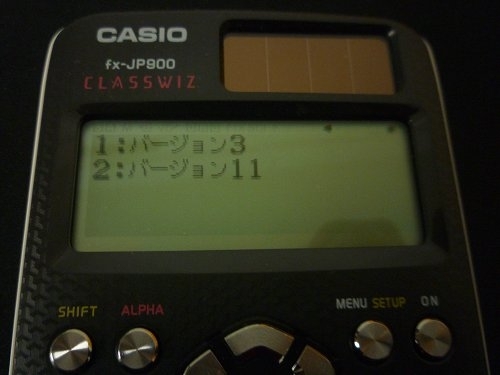 CASIO
fx-JP900
CLASSWIZ
1:バージョン3
2:バージョン11
SHIFT
ALPHA
MENU SETUP
ON